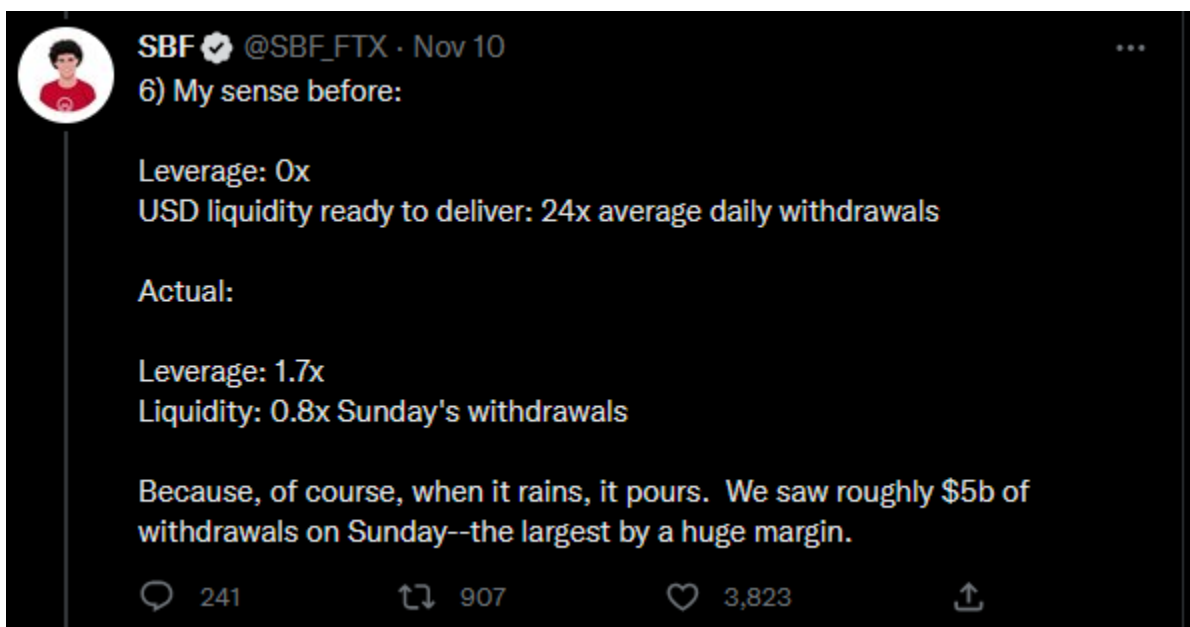 SBF @SBF_FTX · Nov 10
6) My sense before:
Leverage: 0x
USD liquidity ready to deliver: 24x average daily withdrawals
Actual:
Leverage: 1.7x
Liquidity: 0.8x Sunday's withdrawals
Because, of course, when it rains, it pours.  We saw roughly $5b of
withdrawals on Sunday--the largest by a huge margin.
241 907 3,823